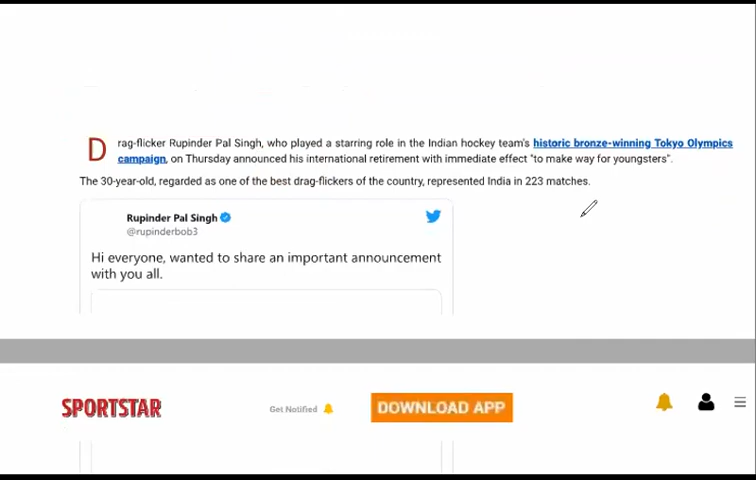 Drag-flicker Rupinder Pal Singh, who played a starring role in the Indian hockey team's historic bronze-winning Tokyo Olympics
campaign, on Thursday announced his international retirement with immediate effect "to make way for youngsters".
The 30-year-old, regarded as one of the best drag-flickers of the country, represented India in 223 matches.
Rupinder Pal Singh
@rupinderbob3
Hi everyone, wanted to share an important announcement
with you all.
SPORTSTAR
Get Notified
DOWNLOAD APP